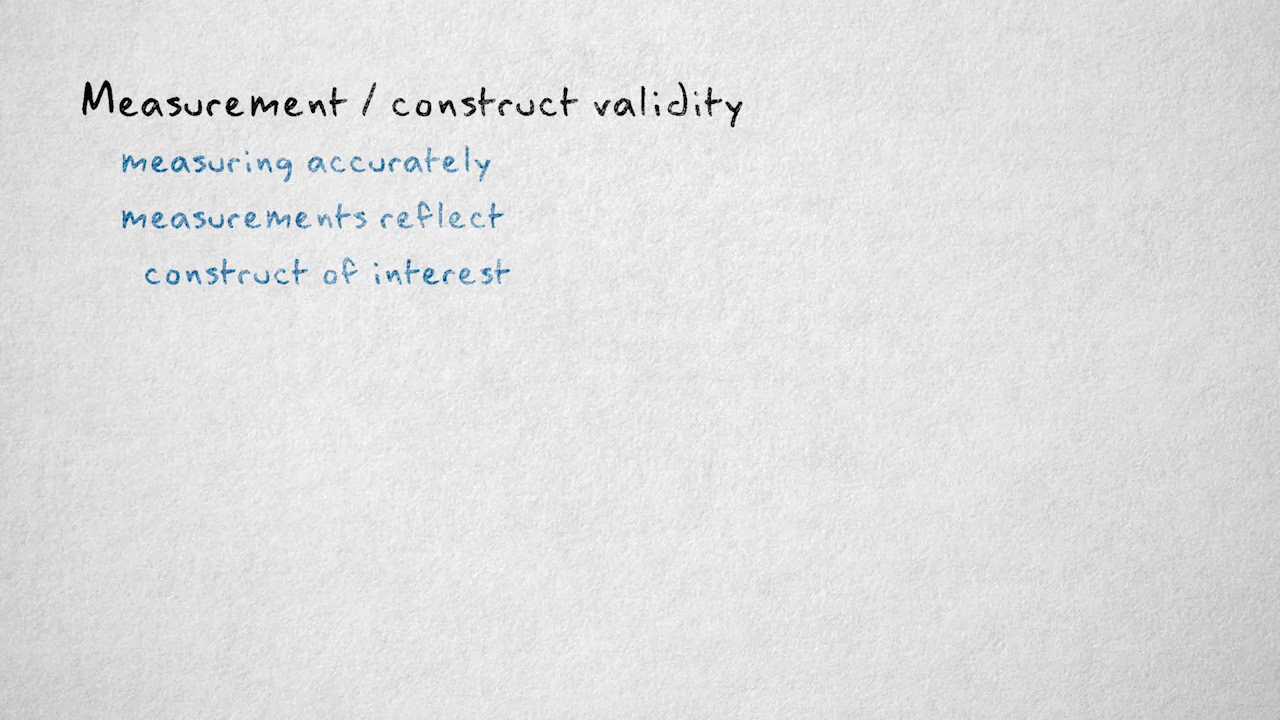 Measurement / construct validity
measuring accurately
measurements reflect
construct of interest